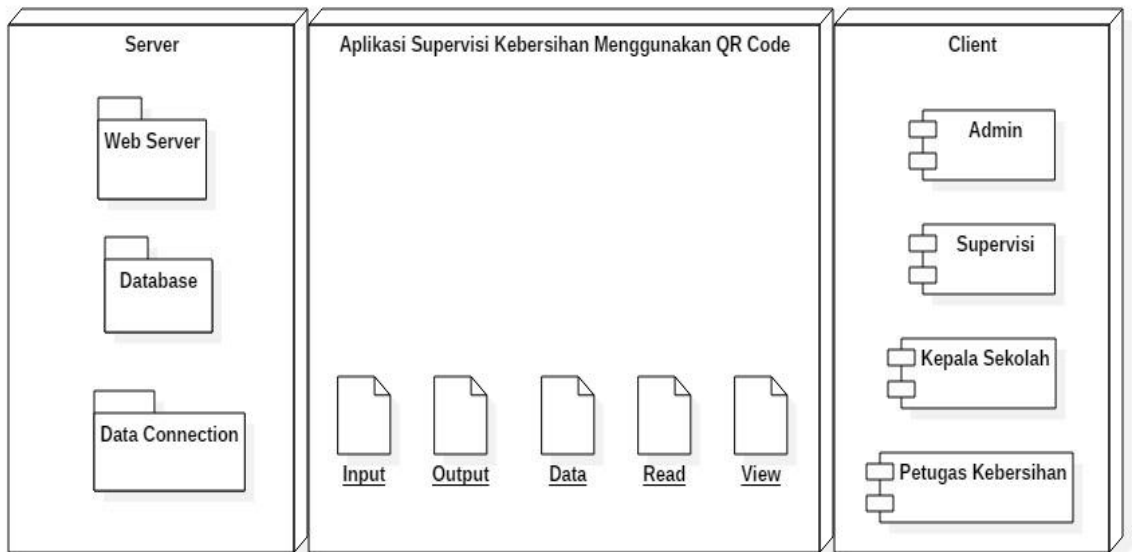 Server
Web Server
Database
Data Connection
Aplikasi Supervisi Kebersihan Menggunakan QR Code
Input
Output
Data
Read
View
Client
Admin
Supervisi
Kepala Sekolah
Petugas Kebersihan